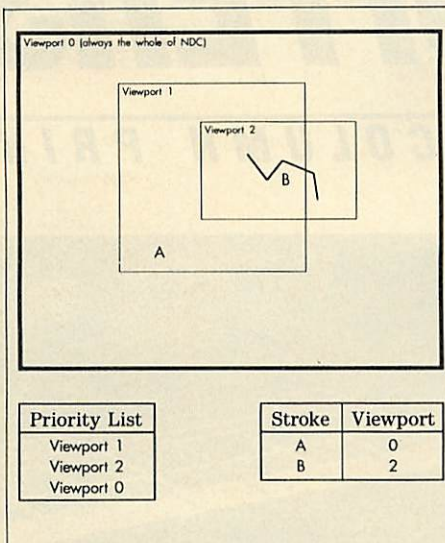 Viewport 0 (always the whole of NDC)
Viewport 1
Viewport 2
B
A
Priority List
Viewport 1
Viewport 2
Viewport 0
Stroke Viewport
A 0
B 2